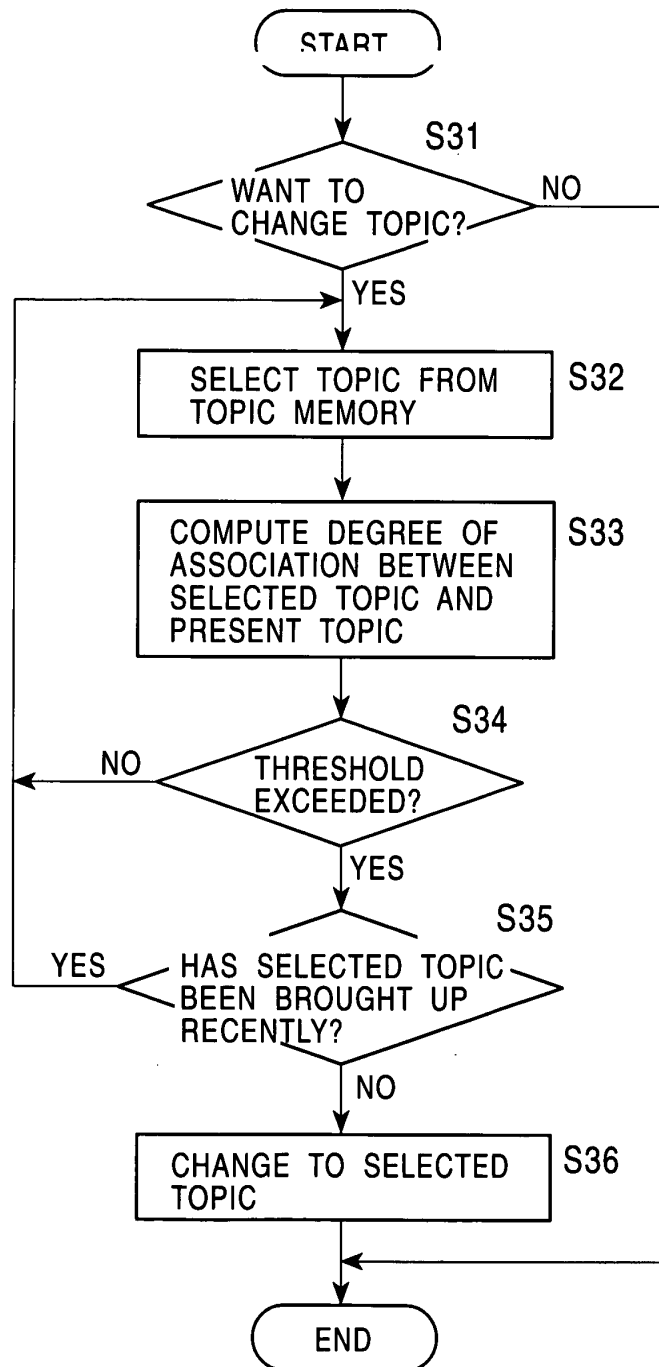 START
S31
WANT TO
CHANGE TOPIC?
NO
YES
SELECT TOPIC FROM
TOPIC MEMORY
S32
COMPUTE DEGREE OF
ASSOCIATION BETWEEN
SELECTED TOPIC AND
PRESENT TOPIC
S33
S34
NO
THRESHOLD
EXCEEDED?
YES
S35
YES
HAS SELECTED TOPIC
BEEN BROUGHT UP
RECENTLY?
NO
CHANGE TO SELECTED
TOPIC
S36
END